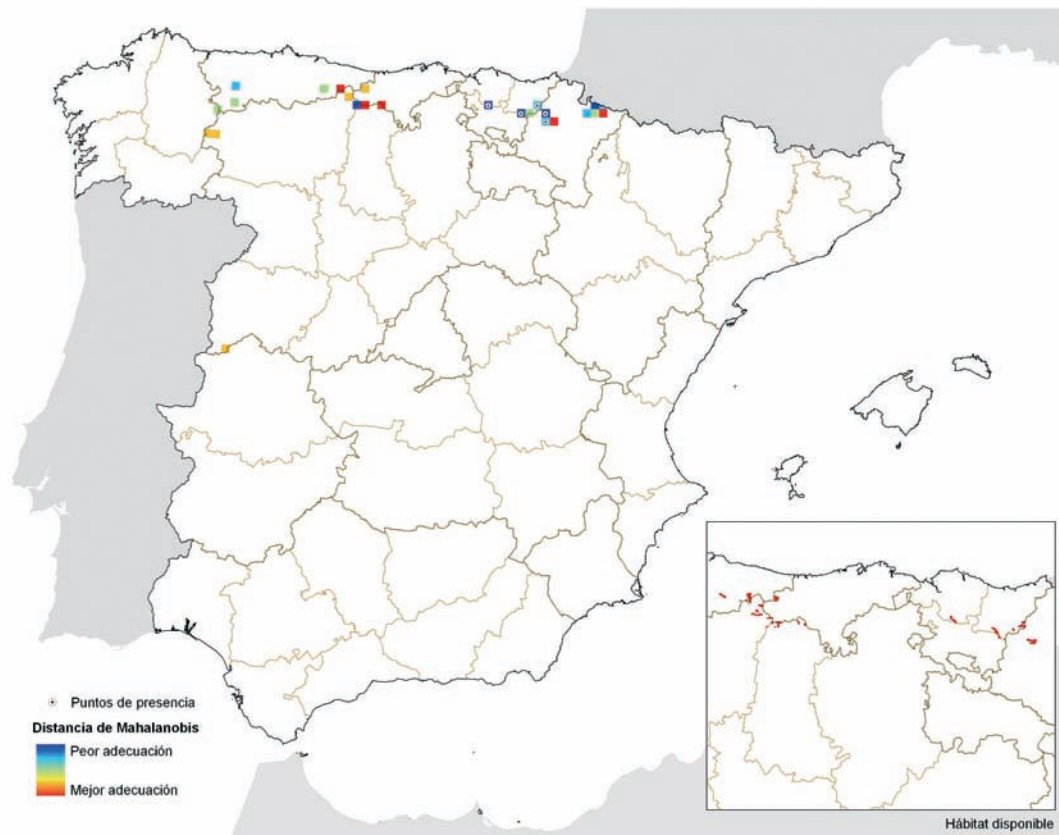 Puntos de presencia
Distancia de Mahalanobis
Peor adecuación
Mejor adecuación
Hábitat disponible